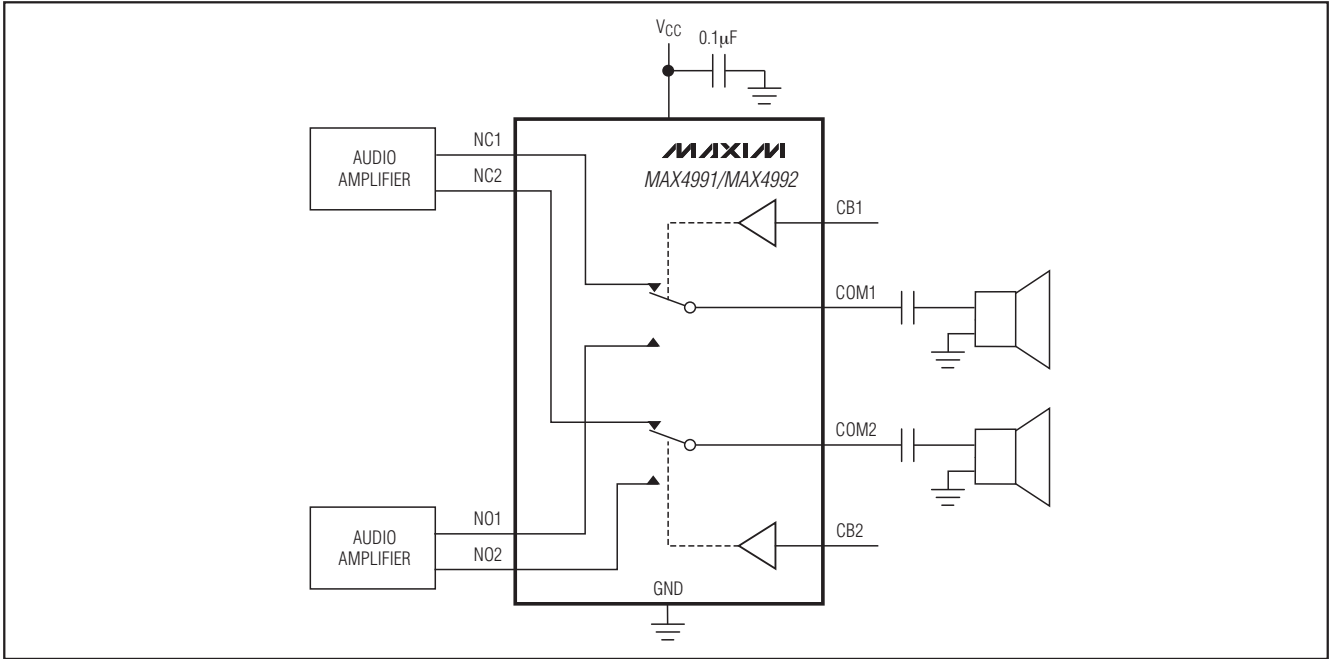 VCC
0.1µF
AUDIO
AMPLIFIER
NC1
NC2
MAXIM
MAX4991/MAX4992
CB1
COM1
COM2
AUDIO
AMPLIFIER
NO1
NO2
CB2
GND